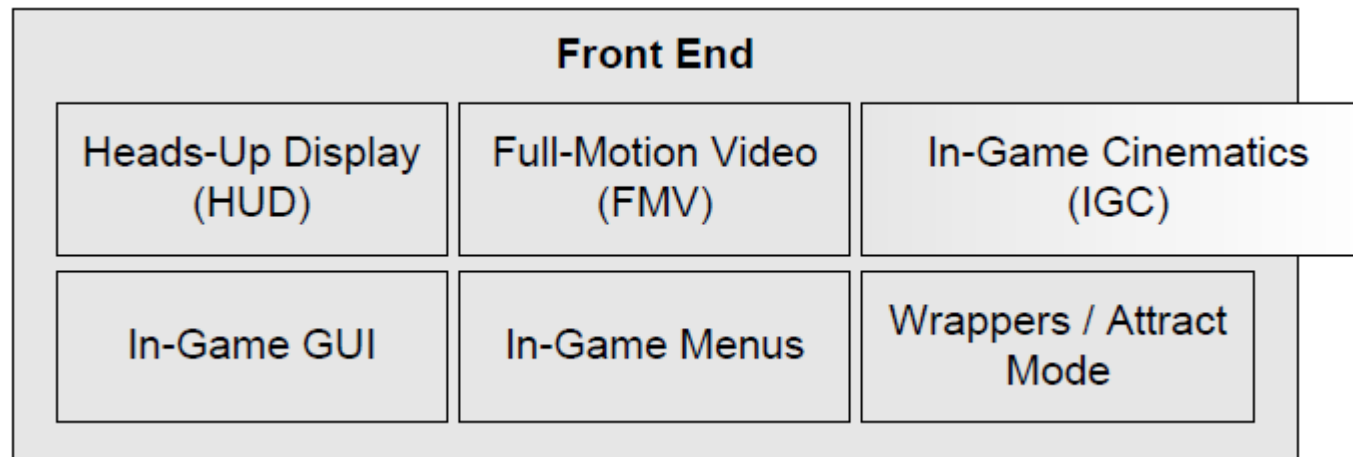 Front End
Heads-Up Display
(HUD)
Full-Motion Video
(FMV)
In-Game Cinematics
(IGC)
In-Game GUI
In-Game Menus
Wrappers / Attract
Mode